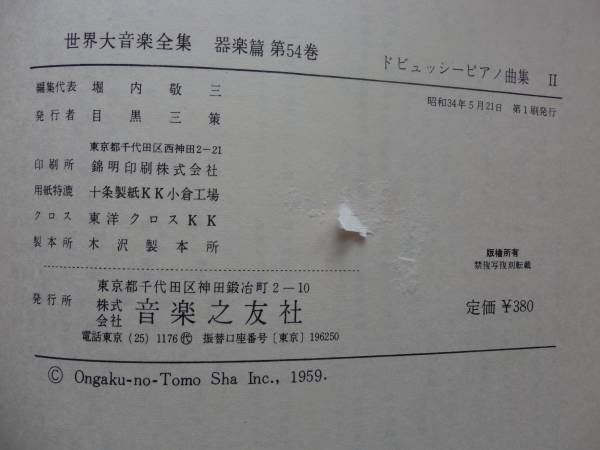 世界大音楽全集 器楽篇 第54巻
ドビュッシーピアノ曲集 II
編集代表 堀内敬三
昭和34年5月21日 第1刷発行
発行者 目黒三策
東京都千代田区西神田2-21
印刷所 錦明印刷株式会社
用紙特漉 十条製紙KK小倉工場
クロス 東洋クロスKK
製本所 木沢製本所
版権所有
禁複写復刻転載
東京都千代田区神田鍛冶町2-10
発行所 株式会社 音楽之友社
定価 ¥380
電話東京 (25) 1176 ㈹ 振替口座番号〔東京〕196250
© Ongaku-no-Tomo Sha Inc., 1959.